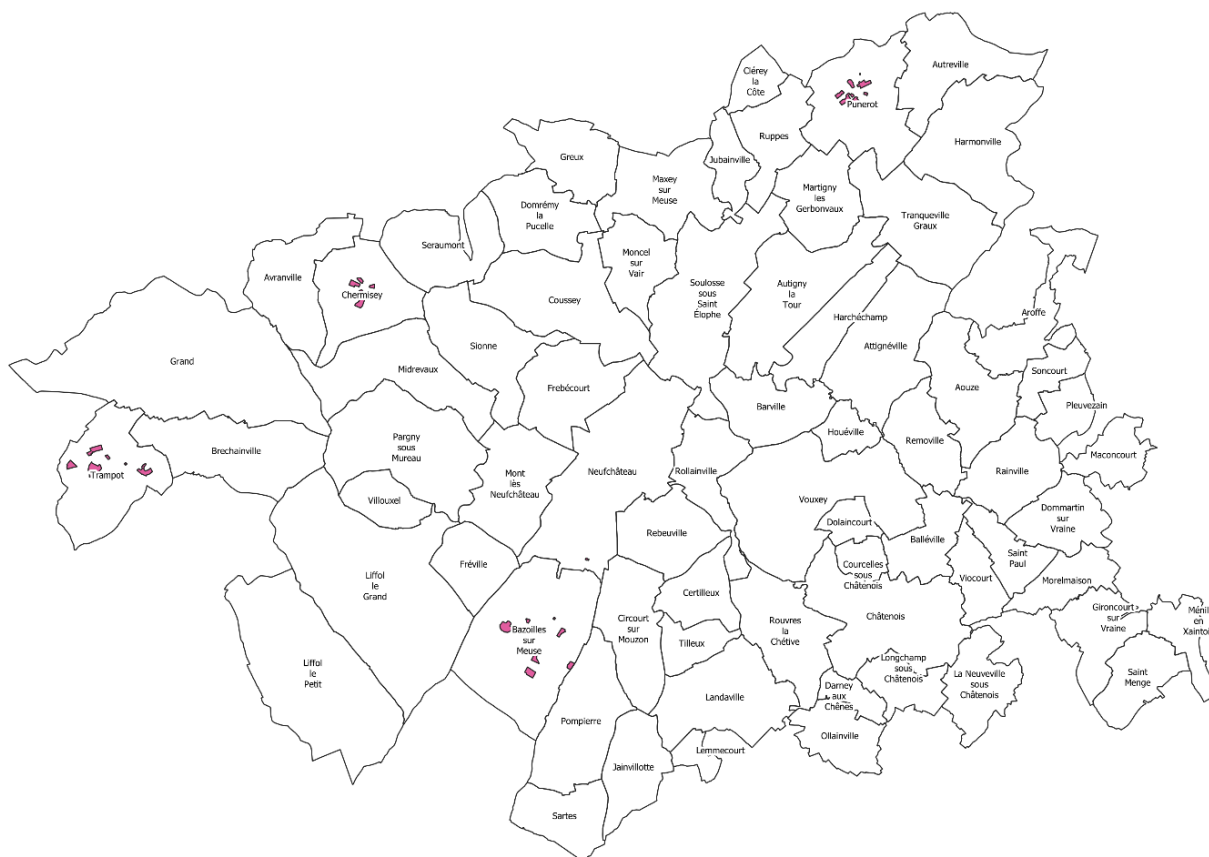 Autreville
Clérey
la
Côte
Punerot
Ruppes
Harmonville
Greux
Jubainville
Maxey
sur
Meuse
Martigny
les
Gerbonvaux
Domrémy
la
Pucelle
Tranqueville
Graux
Seraumont
Moncel
sur
Vair
Avranville
Chermisey
Coussey
Soulosse
sous
Saint
Élophe
Autigny
la
Tour
Harchéchamp
Aroffe
Sionne
Attignéville
Grand
Midrevaux
Frebécourt
Soncourt
Aouze
Barville
Pleuvezain
Houéville
Removille
Pargny
sous
Mureau
Brechainville
Maconcourt
Trampot
Mont
lès
Neufchâteau
Neufchâteau
Rollainville
Rainville
Villouxel
Vouxey
Dommartin
sur
Vraine
Dolaincourt
Rebeuville
Balléville
Saint
Paul
Fréville
Courcelles
sous
Châtenois
Viocourt
Morelmaison
Liffol
le
Grand
Certilleux
Châtenois
Gironcourt
sur
Vraine
Ménil
en
Xaintois
Bazoilles
sur
Meuse
Circourt
sur
Mouzon
Rouvres
la
Chétive
Tilleux
Liffol
le
Petit
Longchamp
sous
Châtenois
La Neuveville
sous
Châtenois
Saint
Menge
Landaville
Darney
aux
Chênes
Pompierre
Ollainville
Lemmecourt
Jainvillotte
Sartes